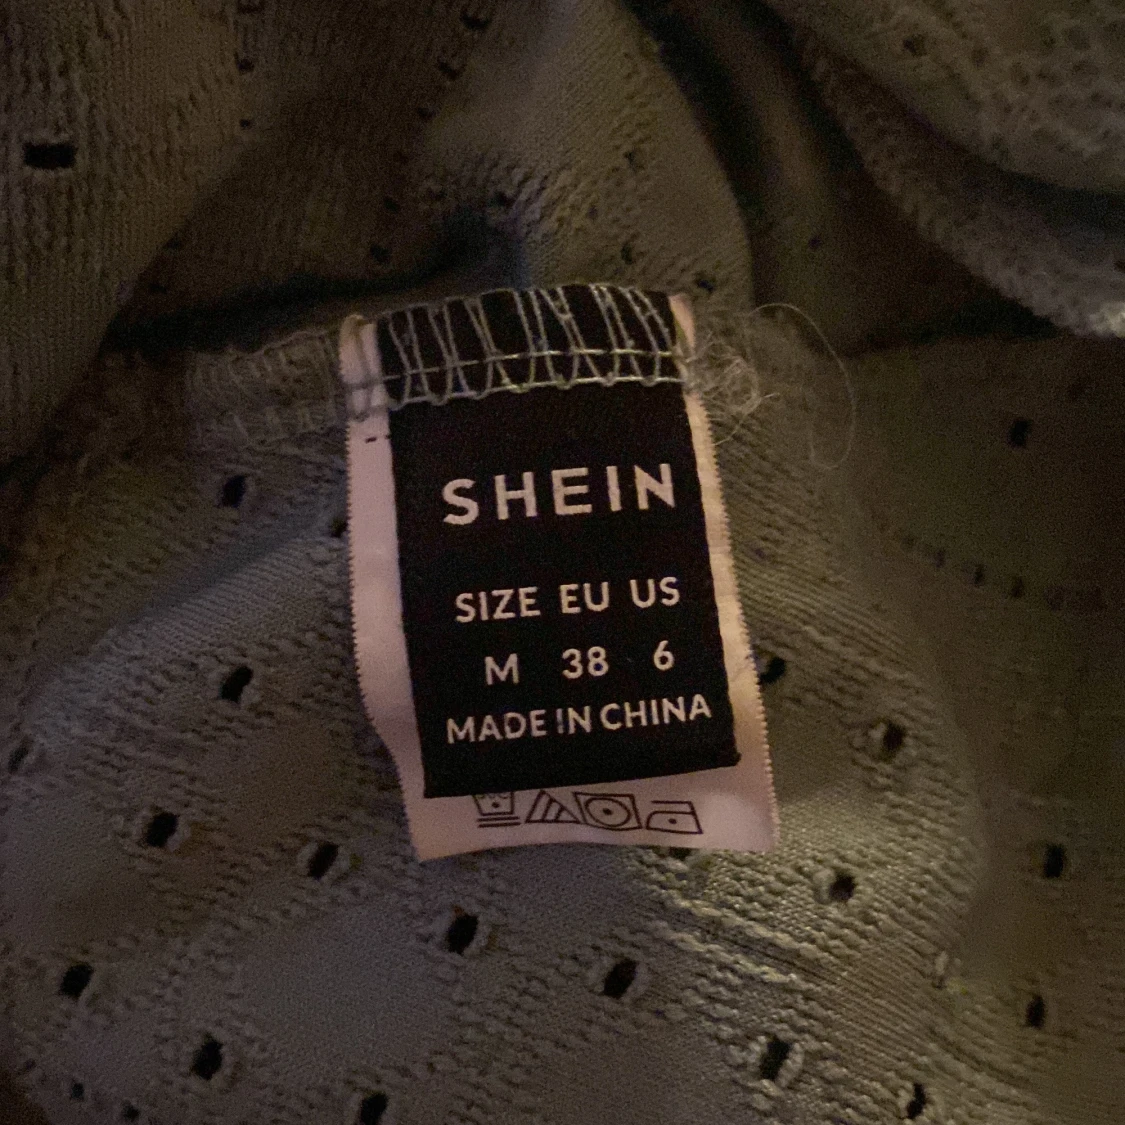 SHEIN
SIZE EU US
M 38 6
MADE IN CHINA